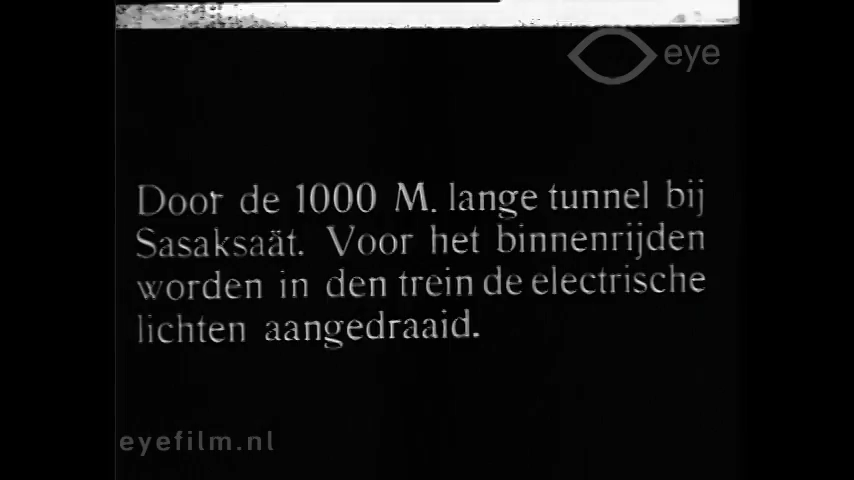 eye
Door de 1000 M. lange tunnel bij
Sasaksaät. Voor het binnenrijden
worden in den trein de electrische
lichten aangedraaid.
eyefilm.nl